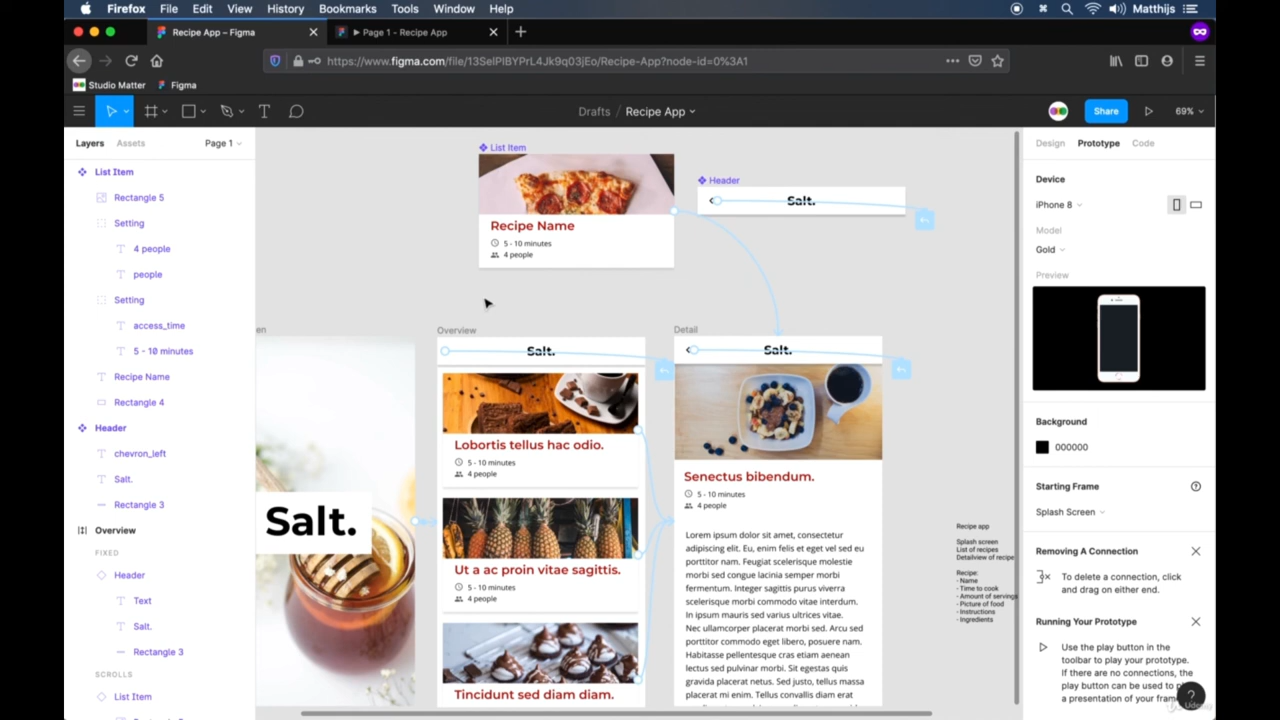 Firefox File Edit View History Bookmarks Tools Window Help Matthijs
Recipe App – Figma
Page 1 - Recipe App
https://www.figma.com/file/13SelPlBYPrL4Jk9q03jEo/Recipe-App?node-id=0%3A1
Studio Matter Figma
Drafts / Recipe App
Share
69%
Layers Assets Page 1
List Item
Rectangle 5
Setting
4 people
people
Setting
access_time
5 - 10 minutes
Recipe Name
Rectangle 4
Header
chevron_left
Salt.
Rectangle 3
Overview
FIXED
Header
Text
Salt.
Rectangle 3
SCROLLS
List Item
List Item
Recipe Name
5 - 10 minutes
4 people
Header
Salt.
en
Salt.
Overview
Salt.
Lobortis tellus hac odio.
5 - 10 minutes
4 people
Ut a ac proin vitae sagittis.
5 - 10 minutes
4 people
Tincidunt sed diam diam.
Detail
Salt.
Senectus bibendum.
5 - 10 minutes
4 people
Lorem ipsum dolor sit amet, consectetur
adipiscing elit. Eu, enim felis et vel sed eu
porttitor nam. Feugiat scelerisque morbi
morbi sed congue lacinia semper morbi
fermentum. Integer sagittis purus viverra
scelerisque morbi commodo vitae interdum.
In ipsum mauris sed varius ultrices vitae.
Nec ullamcorper placerat morbi. Arcu sed
porttitor commodo eget libero, posuere nam.
Habitasse pellentesque cras etiam aenean
lectus sed pulvinar morbi. Sit egestas quis
gravida placerat netus. Sed, tellus massa
placerat mi enim. Tellus convallis diam erat
Recipe app
Splash screen
List of recipes
Detailview of recipe
Recipe:
- Name
- Time to cook
- Amount of servings
- Picture of food
- Instructions
- Ingredients
Design Prototype Code
Device
iPhone 8
Model
Gold
Preview
Background
000000
Starting Frame
Splash Screen
Removing A Connection
To delete a connection, click
and drag on either end.
Running Your Prototype
Use the play button in the
toolbar to play your prototype.
If there are no connections, the
play button can be used to
a presentation of your
?
Udemy